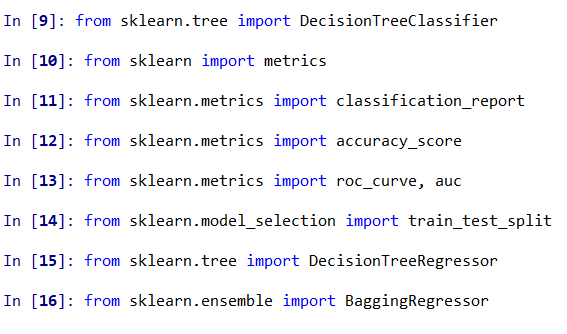 In [9]: from sklearn.tree import DecisionTreeClassifier
In [10]: from sklearn import metrics
In [11]: from sklearn.metrics import classification_report
In [12]: from sklearn.metrics import accuracy_score
In [13]: from sklearn.metrics import roc_curve, auc
In [14]: from sklearn.model_selection import train_test_split
In [15]: from sklearn.tree import DecisionTreeRegressor
In [16]: from sklearn.ensemble import BaggingRegressor